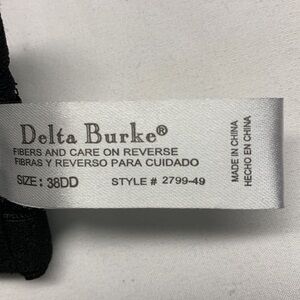 Delta Burke®
FIBERS AND CARE ON REVERSE
FIBRAS Y REVERSO PARA CUIDADO
SIZE: 38DD STYLE # 2799-49
MADE IN CHINA
HECHO EN CHINA